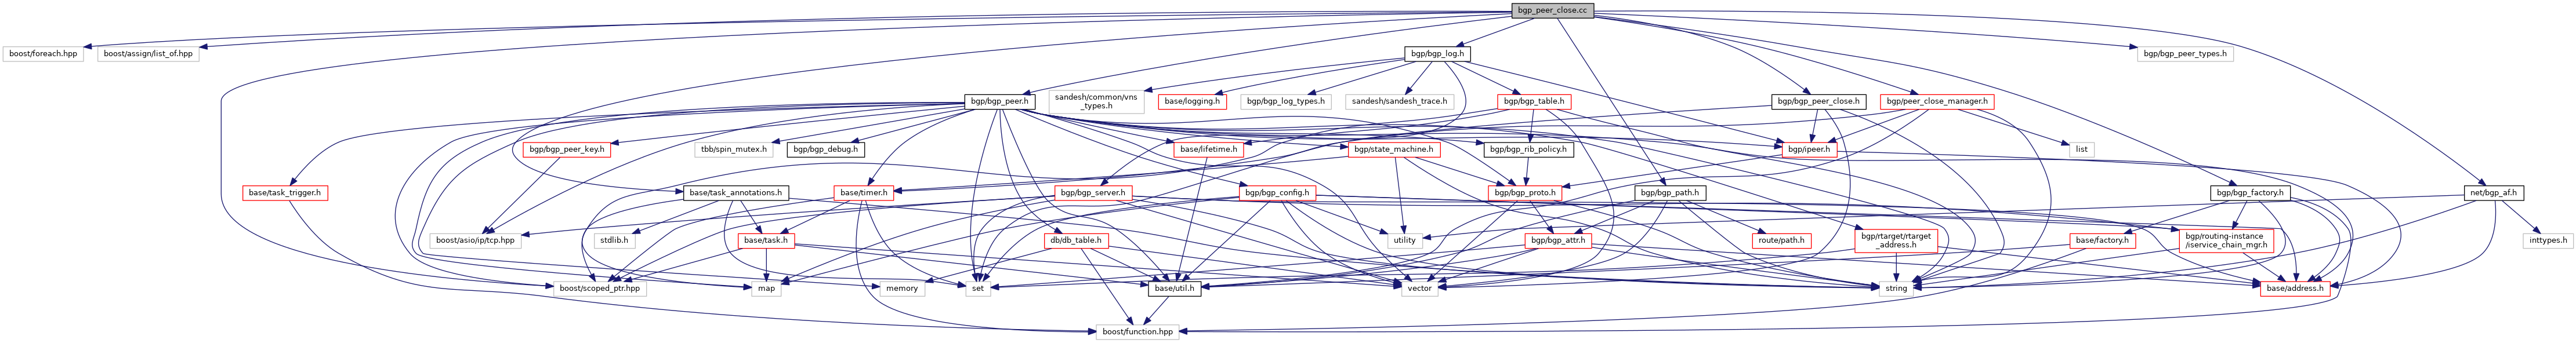 bgp_peer_close.cc
boost/foreach.hpp
boost/assign/list_of.hpp
bgp/bgp_log.h
bgp/bgp_peer_types.h
bgp/bgp_peer.h
sandesh/common/vns
_types.h
base/logging.h
bgp/bgp_log_types.h
sandesh/sandesh_trace.h
bgp/bgp_table.h
bgp/bgp_peer_close.h
bgp/peer_close_manager.h
bgp/bgp_peer_key.h
tbb/spin_mutex.h
bgp/bgp_debug.h
base/lifetime.h
bgp/state_machine.h
bgp/bgp_rib_policy.h
bgp/ipeer.h
list
base/task_trigger.h
base/task_annotations.h
base/timer.h
bgp/bgp_server.h
bgp/bgp_config.h
bgp/bgp_proto.h
bgp/bgp_path.h
bgp/bgp_factory.h
net/bgp_af.h
boost/asio/ip/tcp.hpp
stdlib.h
base/task.h
db/db_table.h
utility
bgp/bgp_attr.h
route/path.h
bgp/rtarget/rtarget
_address.h
base/factory.h
bgp/routing-instance
/service_chain_mgr.h
inttypes.h
boost/scoped_ptr.hpp
map
memory
set
base/util.h
vector
string
base/address.h
boost/function.hpp